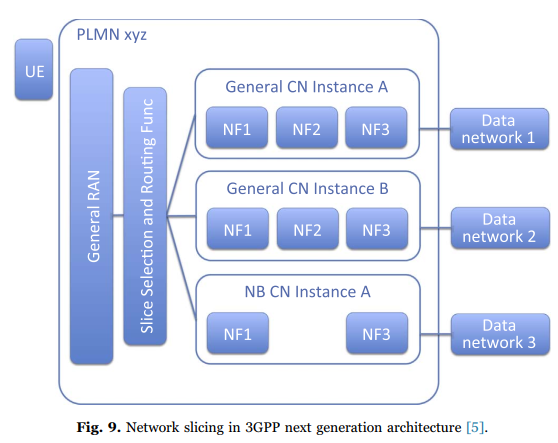 PLMN xyz
UE
General RAN
Slice Selection and Routing Func
General CN Instance A
NF1 NF2 NF3
Data
network 1
General CN Instance B
NF1 NF2 NF3
Data
network 2
NB CN Instance A
NF1 NF3
Data
network 3
Fig. 9. Network slicing in 3GPP next generation architecture [5].